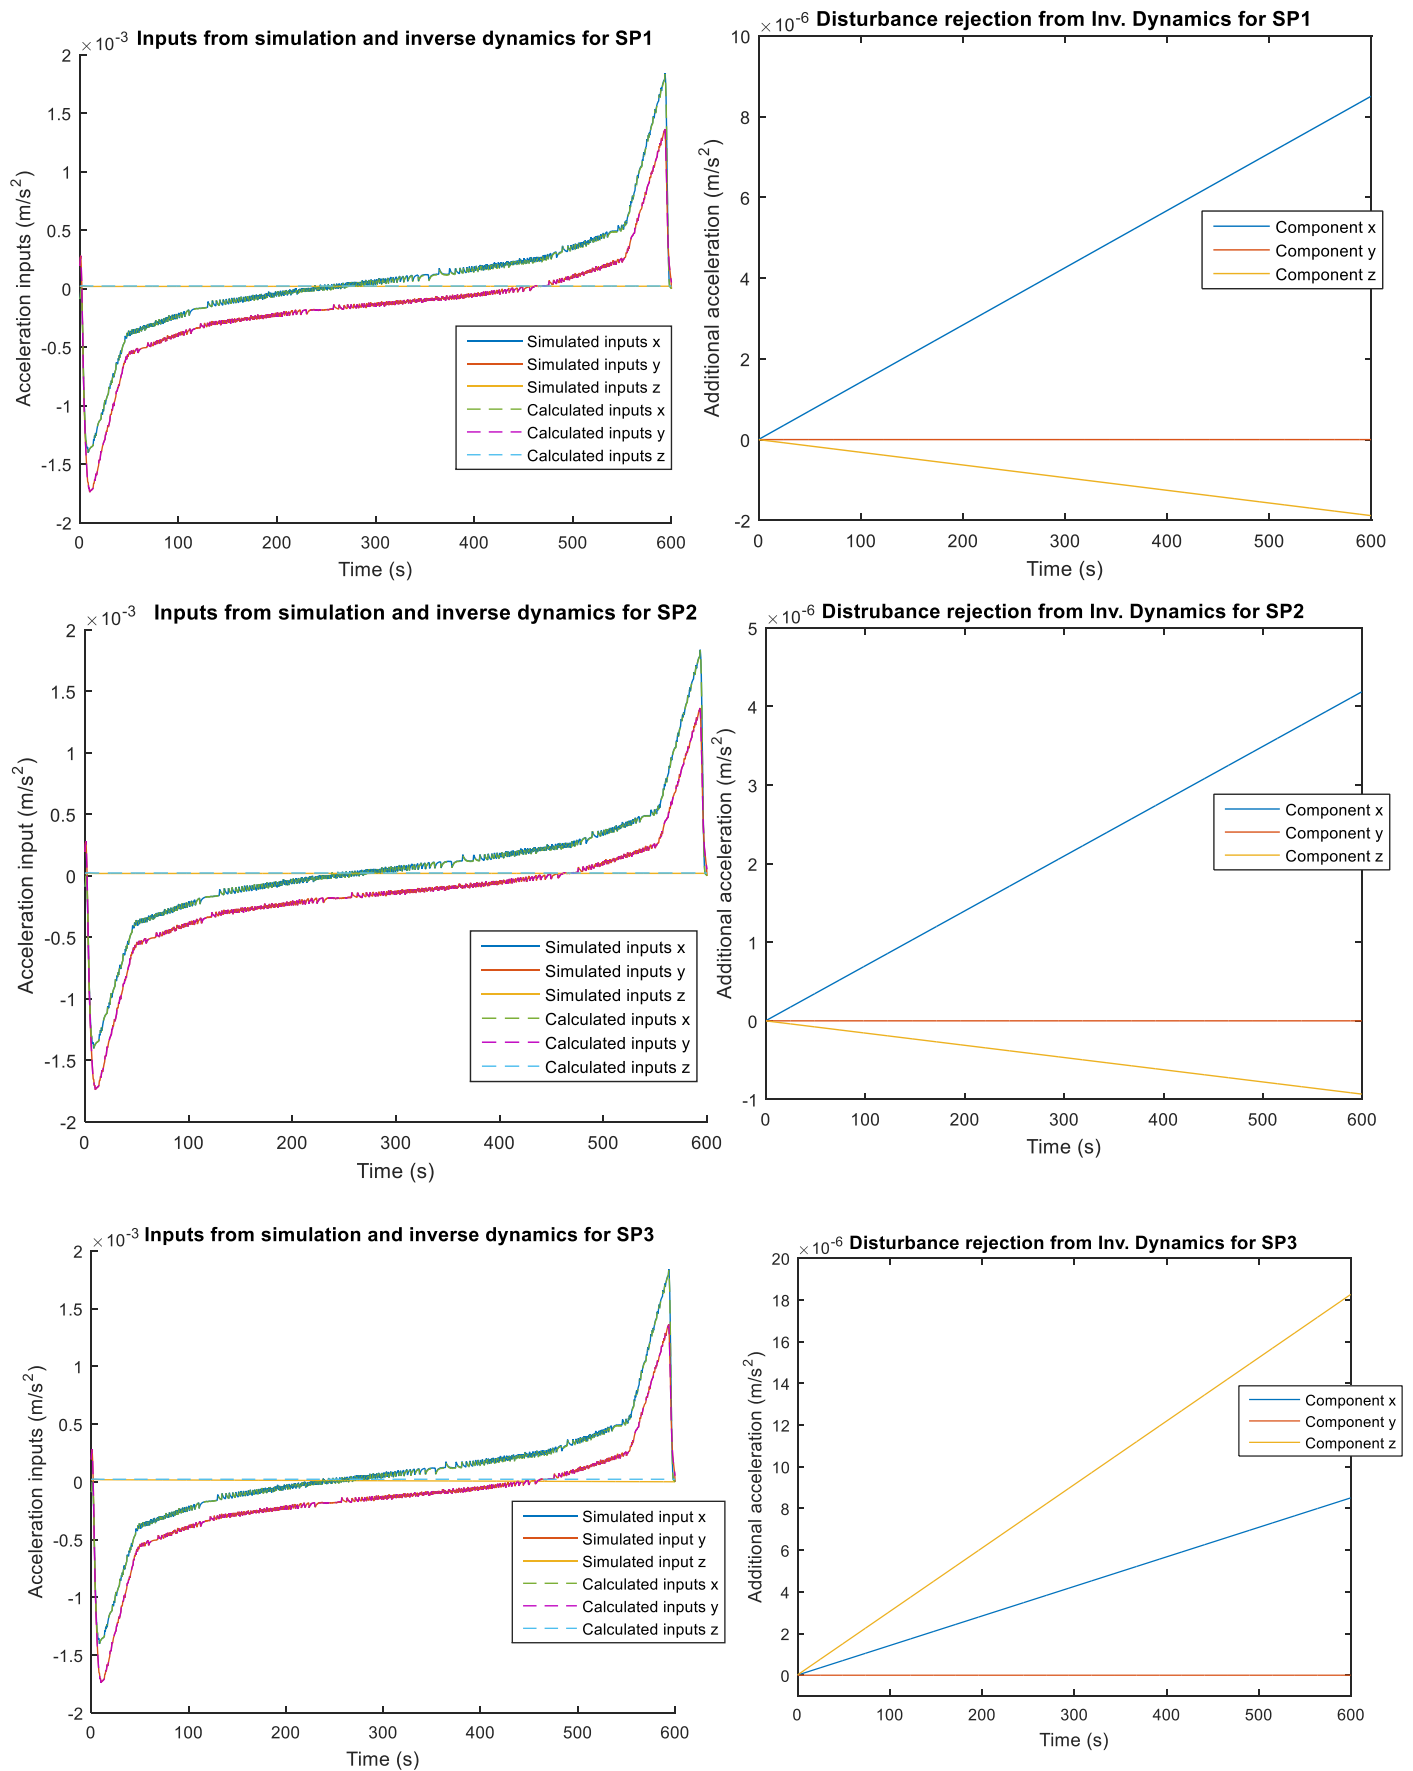 Inputs from simulation and inverse dynamics for SP1
×10-3
2
1.5
1
0.5
0
-0.5
-1
-1.5
-2
Acceleration inputs (m/s2)
0 100 200 300 400 500 600
Time (s)
Simulated inputs x
Simulated inputs y
Simulated inputs z
Calculated inputs x
Calculated inputs y
Calculated inputs z
Disturbance rejection from Inv. Dynamics for SP1
×10-6
10
8
6
4
2
0
-2
Additional acceleration (m/s2)
0 100 200 300 400 500 600
Time (s)
Component x
Component y
Component z
Inputs from simulation and inverse dynamics for SP2
×10-3
2
1.5
1
0.5
0
-0.5
-1
-1.5
-2
Acceleration input (m/s2)
0 100 200 300 400 500 600
Time (s)
Simulated inputs x
Simulated inputs y
Simulated inputs z
Calculated inputs x
Calculated inputs y
Calculated inputs z
Distrubance rejection from Inv. Dynamics for SP2
×10-6
5
4
3
2
1
0
-1
Additional acceleration (m/s2)
0 100 200 300 400 500 600
Time (s)
Component x
Component y
Component z
Inputs from simulation and inverse dynamics for SP3
×10-3
2
1.5
1
0.5
0
-0.5
-1
-1.5
-2
Acceleration inputs (m/s2)
0 100 200 300 400 500 600
Time (s)
Simulated input x
Simulated input y
Simulated input z
Calculated inputs x
Calculated inputs y
Calculated inputs z
Disturbance rejection from Inv. Dynamics for SP3
×10-6
20
18
16
14
12
10
8
6
4
2
0
Additional acceleration (m/s2)
0 100 200 300 400 500 600
Time (s)
Component x
Component y
Component z